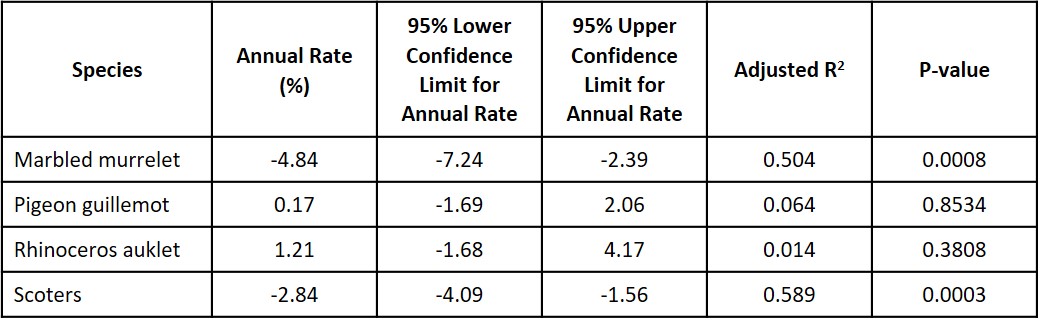 Species
Annual Rate
(%)
95% Lower
Confidence
Limit for
Annual Rate
95% Upper
Confidence
Limit for
Annual Rate
Adjusted R²
P-value
Marbled murrelet -4.84 -7.24 -2.39 0.504 0.0008
Pigeon guillemot 0.17 -1.69 2.06 0.064 0.8534
Rhinoceros auklet 1.21 -1.68 4.17 0.014 0.3808
Scoters -2.84 -4.09 -1.56 0.589 0.0003